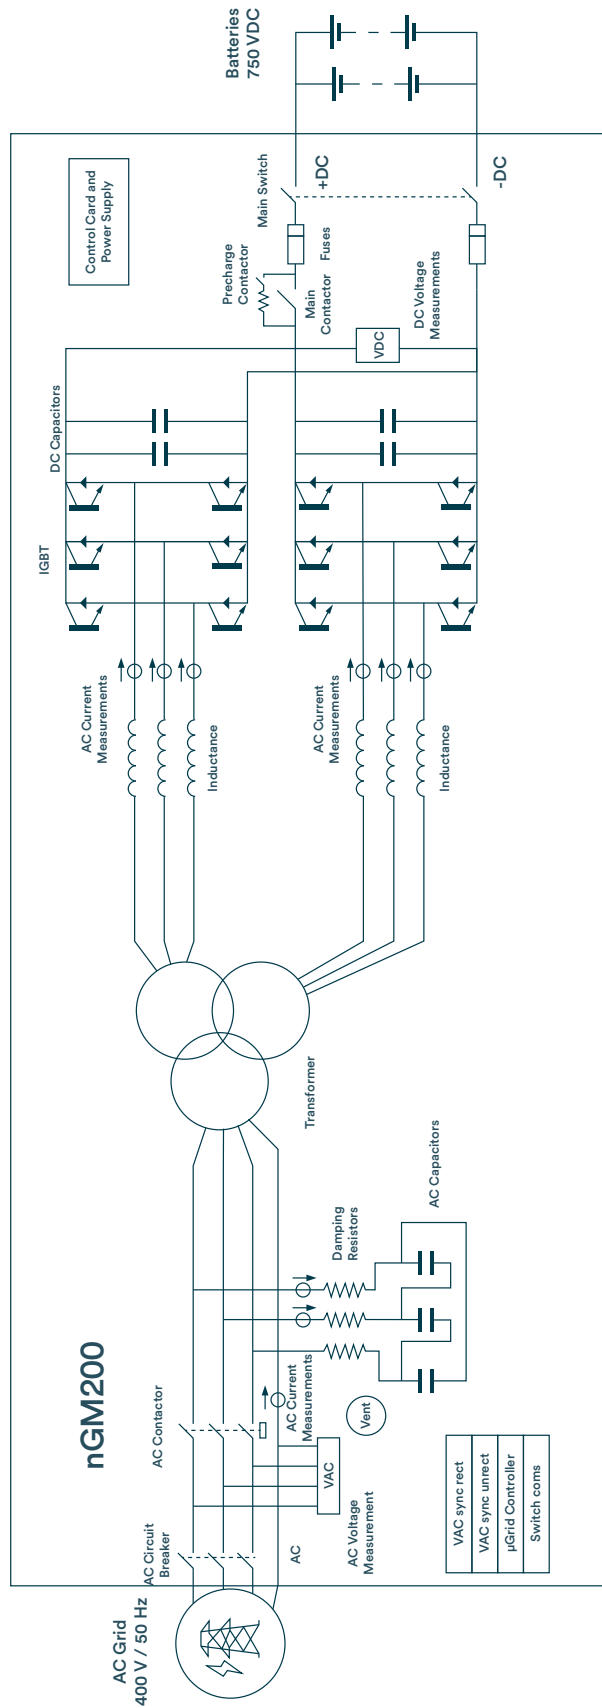 nGM200
AC Grid
400 V / 50 Hz
AC Circuit
Breaker
AC
AC Contactor
VAC
AC Voltage
Measurement
AC Current
Measurements
Vent
Damping
Resistors
AC Capacitors
Transformer
VAC sync rect
VAC sync unrect
µGrid Controller
Switch coms
Inductance
AC Current
Measurements
Inductance
AC Current
Measurements
IGBT
DC Capacitors
VDC
DC Voltage
Measurements
Precharge
Contactor
Main
Contactor
Fuses
Main Switch
+DC
-DC
Control Card and
Power Supply
Batteries
750 VDC